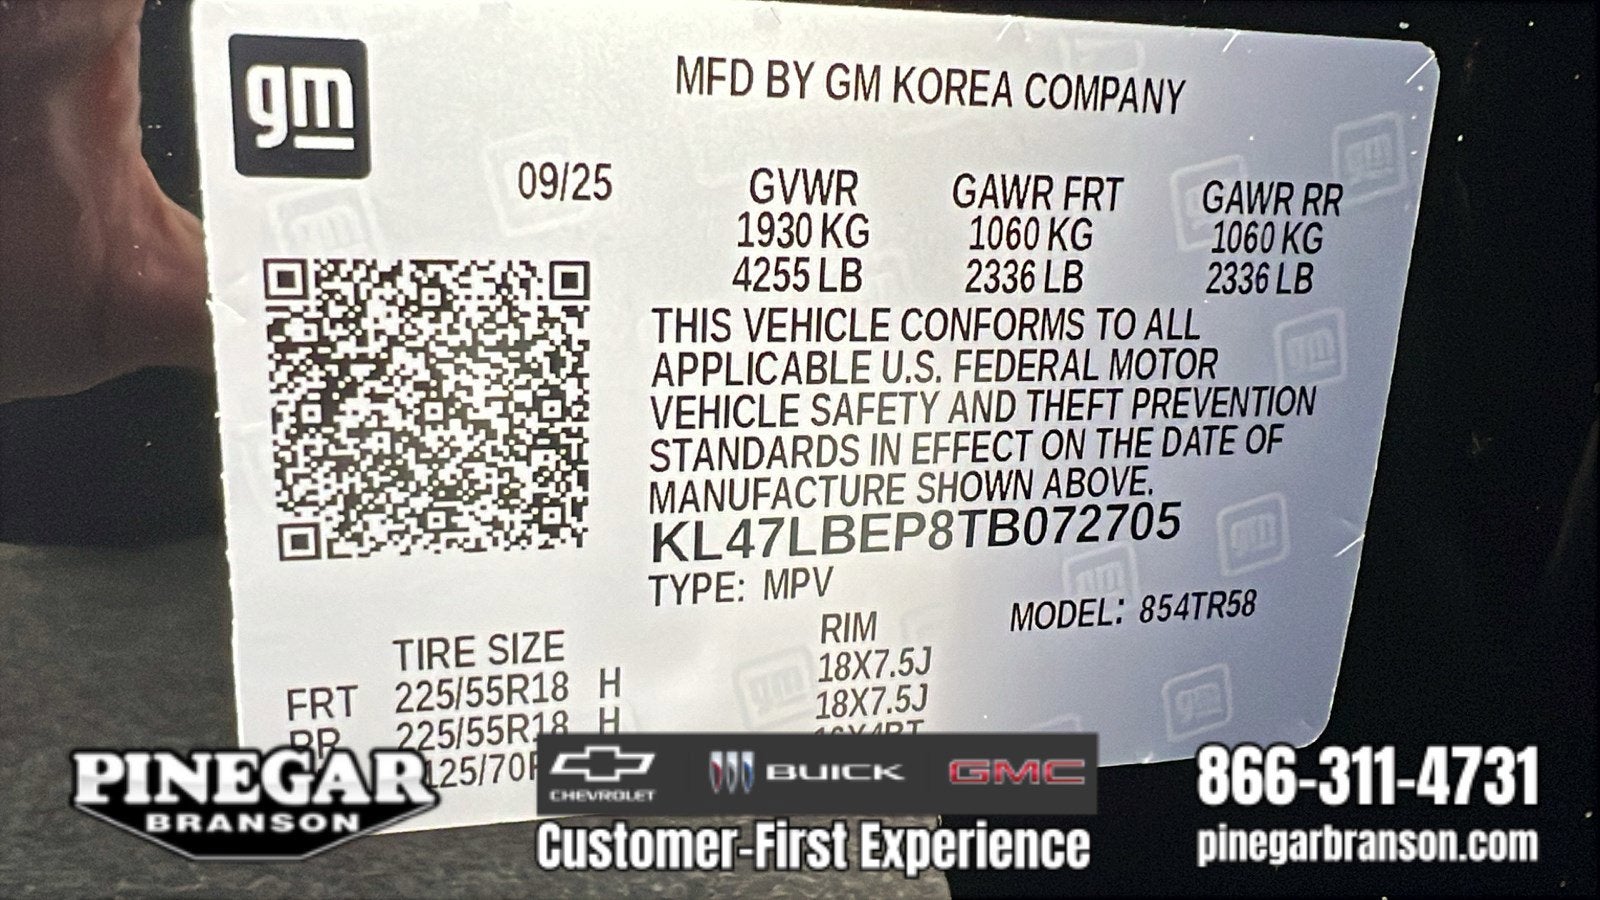 gm
MFD BY GM KOREA COMPANY
09/25
GVWR GAWR FRT GAWR RR
1930 KG 1060 KG 1060 KG
4255 LB 2336 LB 2336 LB
THIS VEHICLE CONFORMS TO ALL
APPLICABLE U.S. FEDERAL MOTOR
VEHICLE SAFETY AND THEFT PREVENTION
STANDARDS IN EFFECT ON THE DATE OF
MANUFACTURE SHOWN ABOVE.
KL47LBEP8TB072705
TYPE: MPV
MODEL: 854TR58
TIRE SIZE RIM
FRT 225/55R18 H 18X7.5J
RR 225/55R18 H 18X7.5J
PINEGAR
BRANSON
CHEVROLET BUICK GMC
Customer-First Experience
866-311-4731
pinegarbranson.com